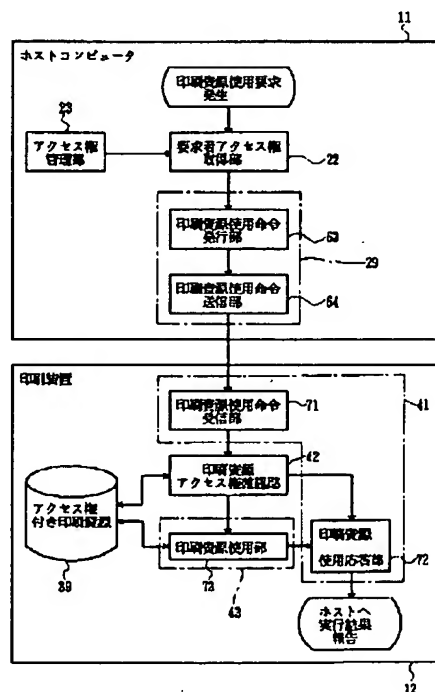 11
ホストコンピュータ
印刷資源使用要求
発生
23
アクセス権
管理部
要求者アクセス権
取得部
22
印刷資源使用命令
発行部
63
29
印刷資源使用命令
送信部
64
印刷装置
印刷資源使用命令
受信部
71
41
42
印刷資源
アクセス権確認部
アクセス権
付き印刷資源
39
印刷資源使用部
73
43
印刷資源
使用応答部
72
ホストへ
実行結果
報告
12